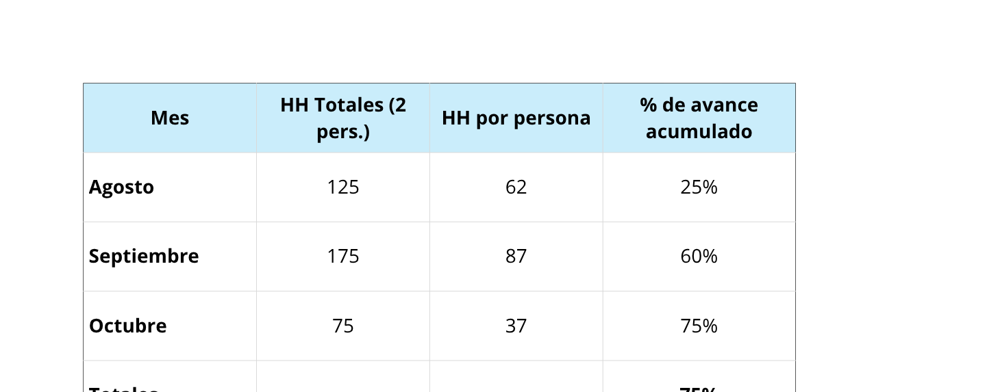 Mes
HH Totales (2
pers.)
HH por persona
% de avance
acumulado
Agosto 125 62 25%
Septiembre 175 87 60%
Octubre 75 37 75%
Totales 75%